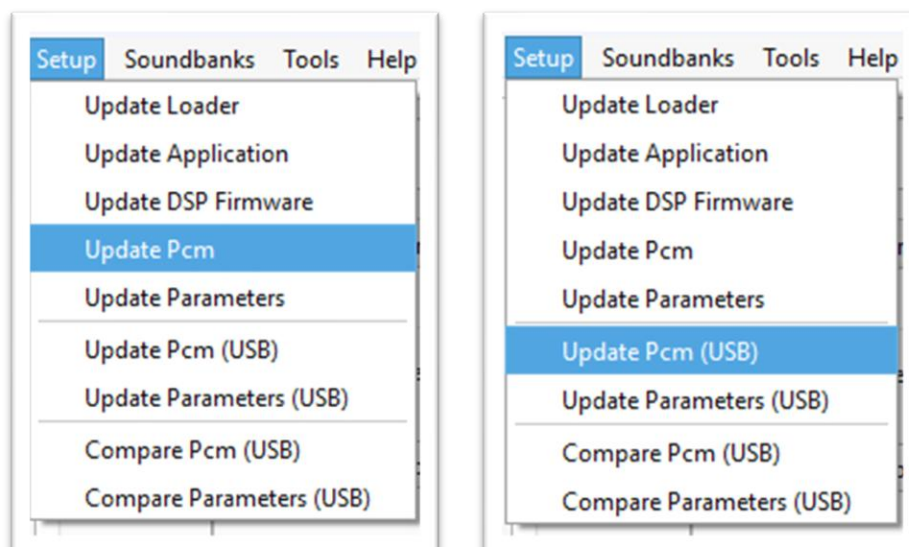 Setup Soundbanks Tools Help
Update Loader
Update Application
Update DSP Firmware
Update Pcm
Update Parameters
Update Pcm (USB)
Update Parameters (USB)
Compare Pcm (USB)
Compare Parameters (USB)
Setup Soundbanks Tools Help
Update Loader
Update Application
Update DSP Firmware
Update Pcm
Update Parameters
Update Pcm (USB)
Update Parameters (USB)
Compare Pcm (USB)
Compare Parameters (USB)